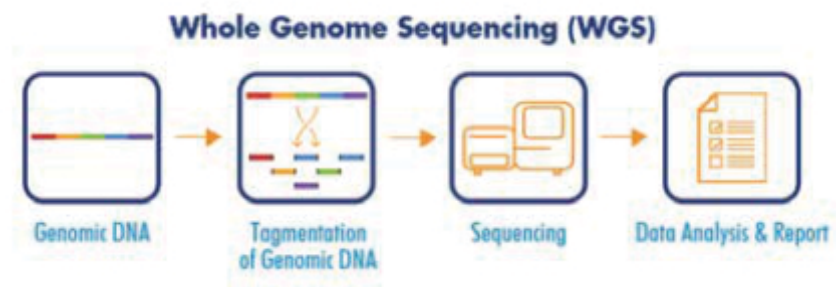 Whole Genome Sequencing (WGS)
Genomic DNA
Tagmentation
of Genomic DNA
Sequencing
Data Analysis & Report